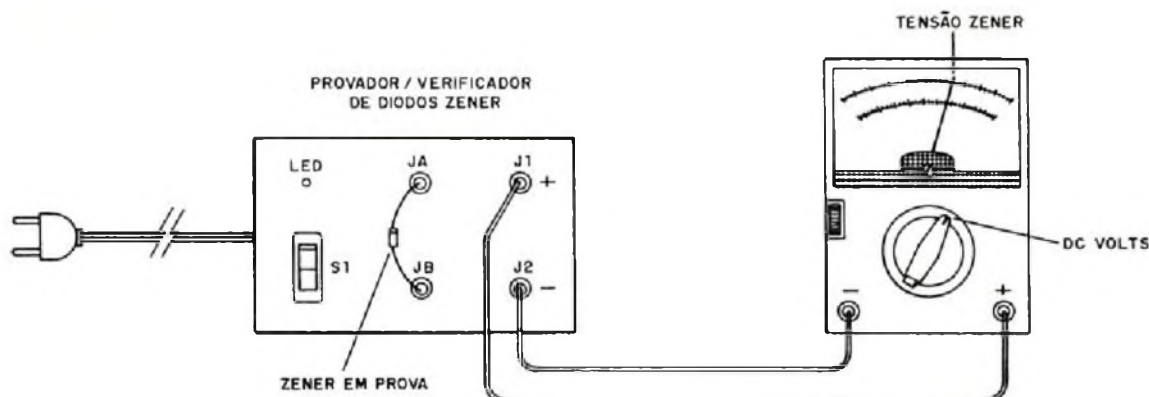 TENSÃO ZENER
PROVADOR / VERIFICADOR
DE DIODOS ZENER
LED
JA
J1
+
S1
JB
J2
−
ZENER EM PROVA
DC VOLTS
−
+